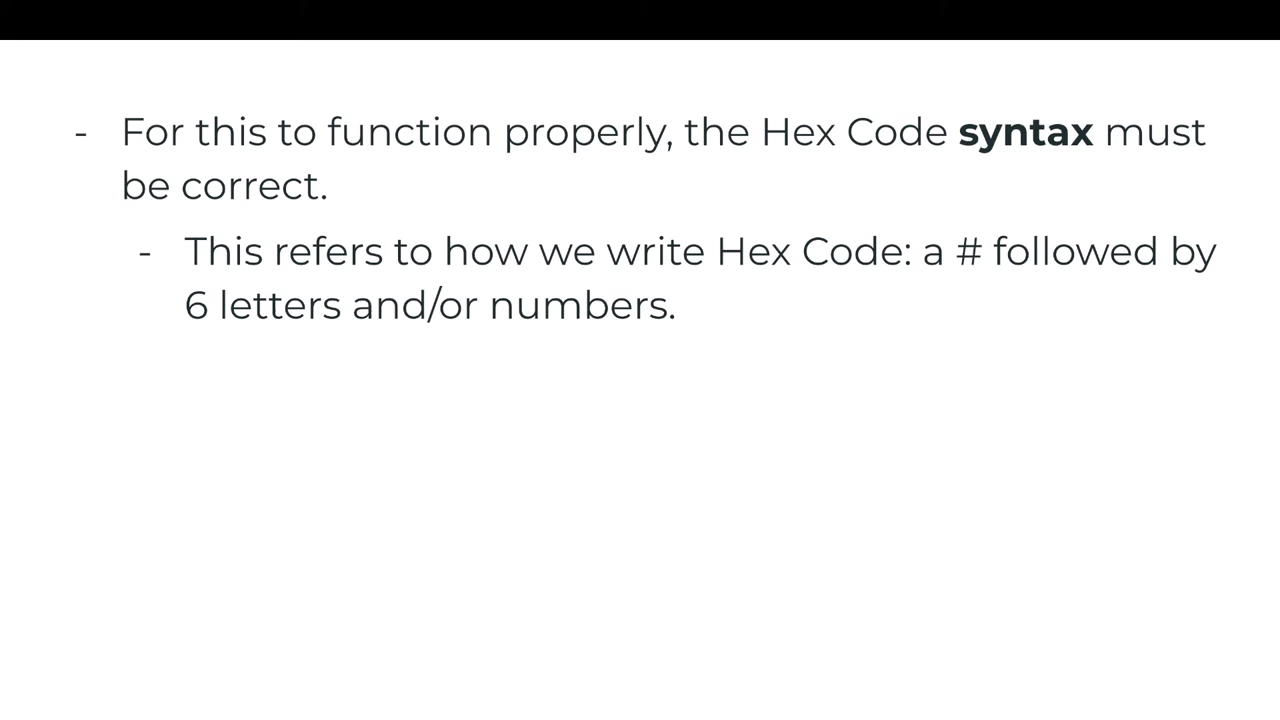 - For this to function properly, the Hex Code syntax must
be correct.
- This refers to how we write Hex Code: a # followed by
6 letters and/or numbers.